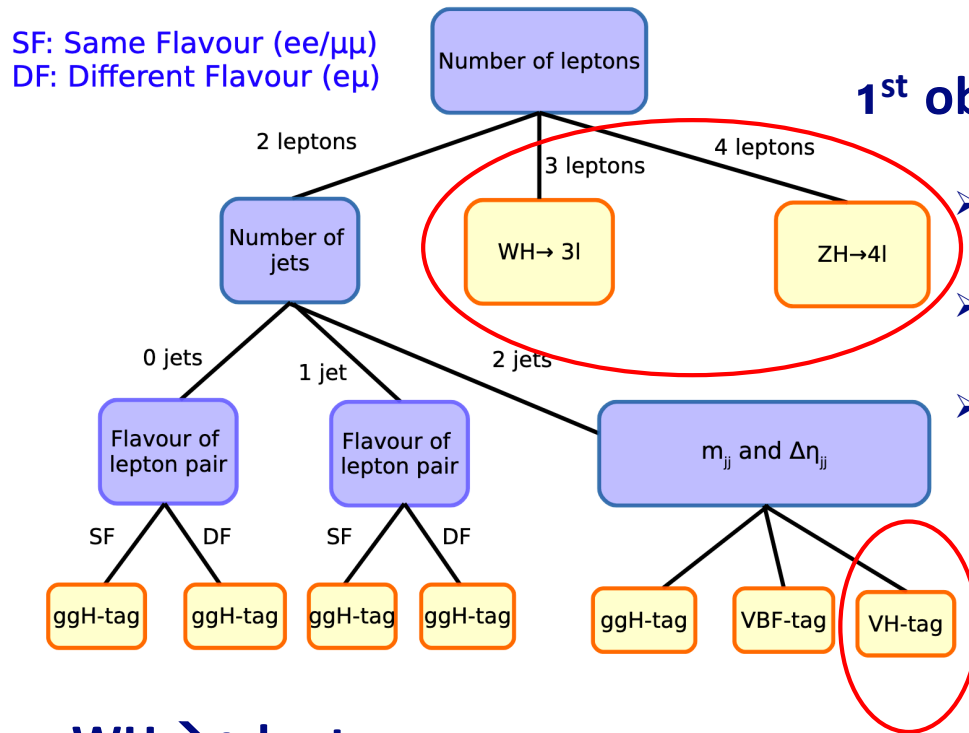 SF: Same Flavour (ee/μμ)
DF: Different Flavour (eμ)
Number of leptons
1st ob
2 leptons
3 leptons
4 leptons
Number of
jets
WH→ 3l
ZH→4l
0 jets
1 jet
2 jets
Flavour of
lepton pair
Flavour of
lepton pair
mjj and Δηjj
SF
DF
SF
DF
ggH-tag
ggH-tag
ggH-tag
ggH-tag
ggH-tag
VBF-tag
VH-tag